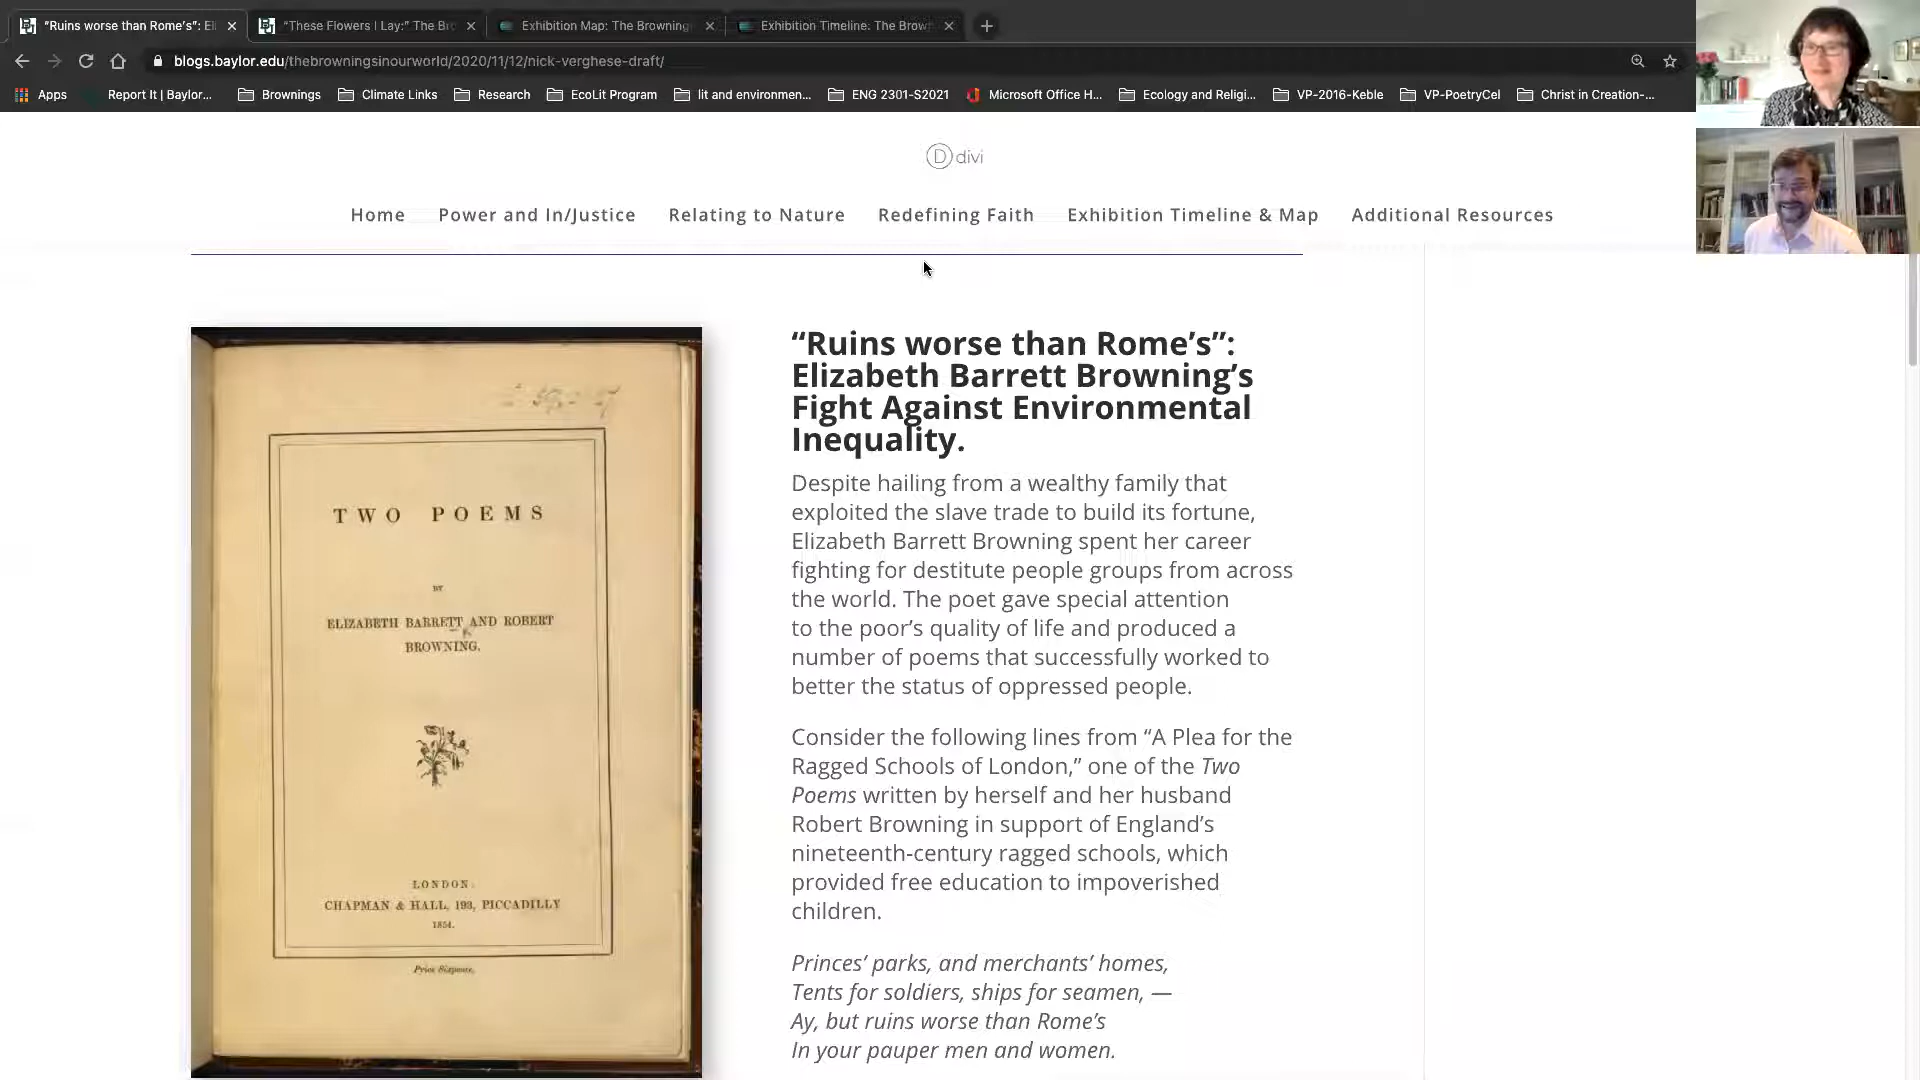 "Ruins worse than Rome's": El
"These Flowers I Lay:" The Br
Exhibition Map: The Browning
Exhibition Timeline: The Brow
blogs.baylor.edu/thebrowningsinourworld/2020/11/12/nick-verghese-draft/
Apps
Report It | Baylor...
Brownings
Climate Links
Research
EcoLit Program
lit and environmen...
ENG 2301-S2021
Microsoft Office H...
Ecology and Religi...
VP-2016-Keble
VP-PoetryCel
Christ in Creation-...
D divi
Home
Power and In/Justice
Relating to Nature
Redefining Faith
Exhibition Timeline & Map
Additional Resources
TWO POEMS
BY
ELIZABETH BARRETT AND ROBERT
BROWNING.
LONDON:
CHAPMAN & HALL, 193, PICCADILLY
1854.
Price Sixpence.
“Ruins worse than Rome’s”:
Elizabeth Barrett Browning’s
Fight Against Environmental
Inequality.
Despite hailing from a wealthy family that
exploited the slave trade to build its fortune,
Elizabeth Barrett Browning spent her career
fighting for destitute people groups from across
the world. The poet gave special attention
to the poor’s quality of life and produced a
number of poems that successfully worked to
better the status of oppressed people.
Consider the following lines from “A Plea for the
Ragged Schools of London,” one of the Two
Poems written by herself and her husband
Robert Browning in support of England’s
nineteenth-century ragged schools, which
provided free education to impoverished
children.
Princes’ parks, and merchants’ homes,
Tents for soldiers, ships for seamen, —
Ay, but ruins worse than Rome’s
In your pauper men and women.